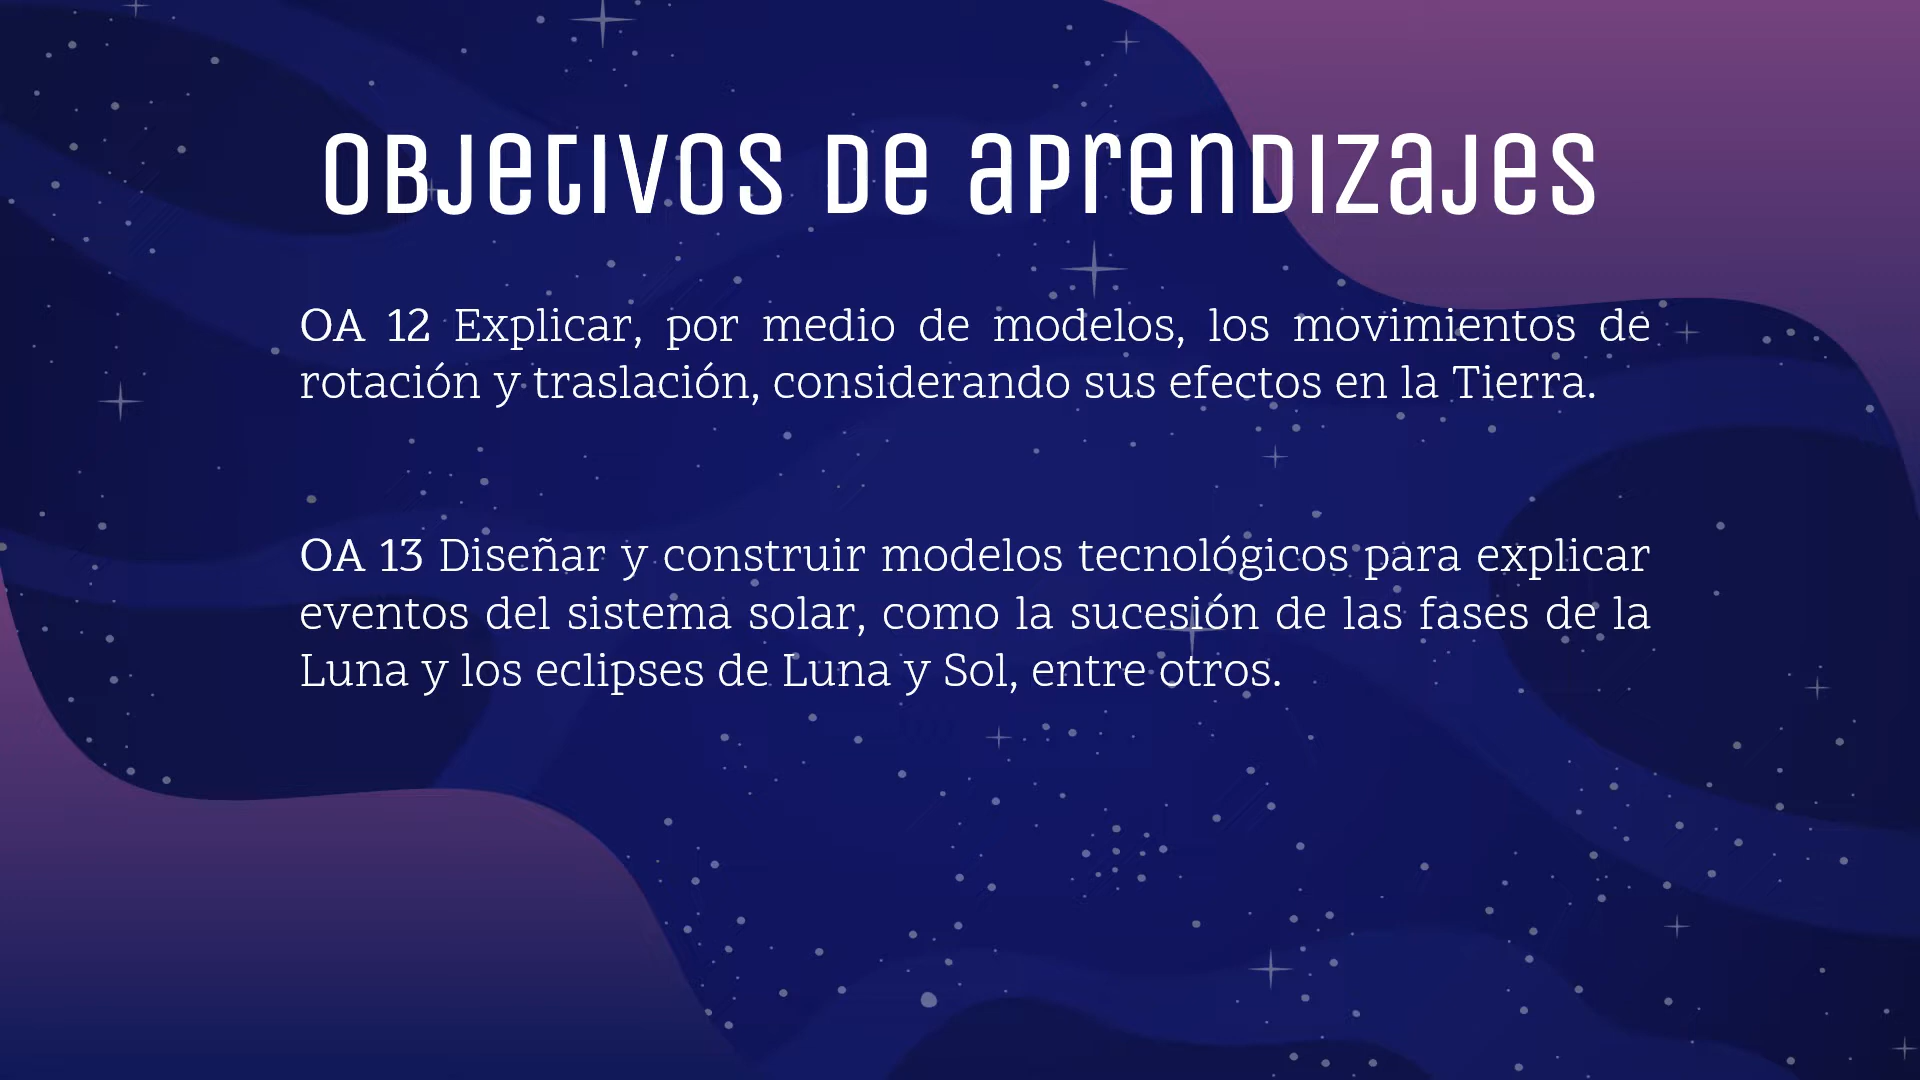 Objetivos de aprendizajes
OA 12 Explicar, por medio de modelos, los movimientos de
rotación y traslación, considerando sus efectos en la Tierra.
OA 13 Diseñar y construir modelos tecnológicos para explicar
eventos del sistema solar, como la sucesión de las fases de la
Luna y los eclipses de Luna y Sol, entre otros.